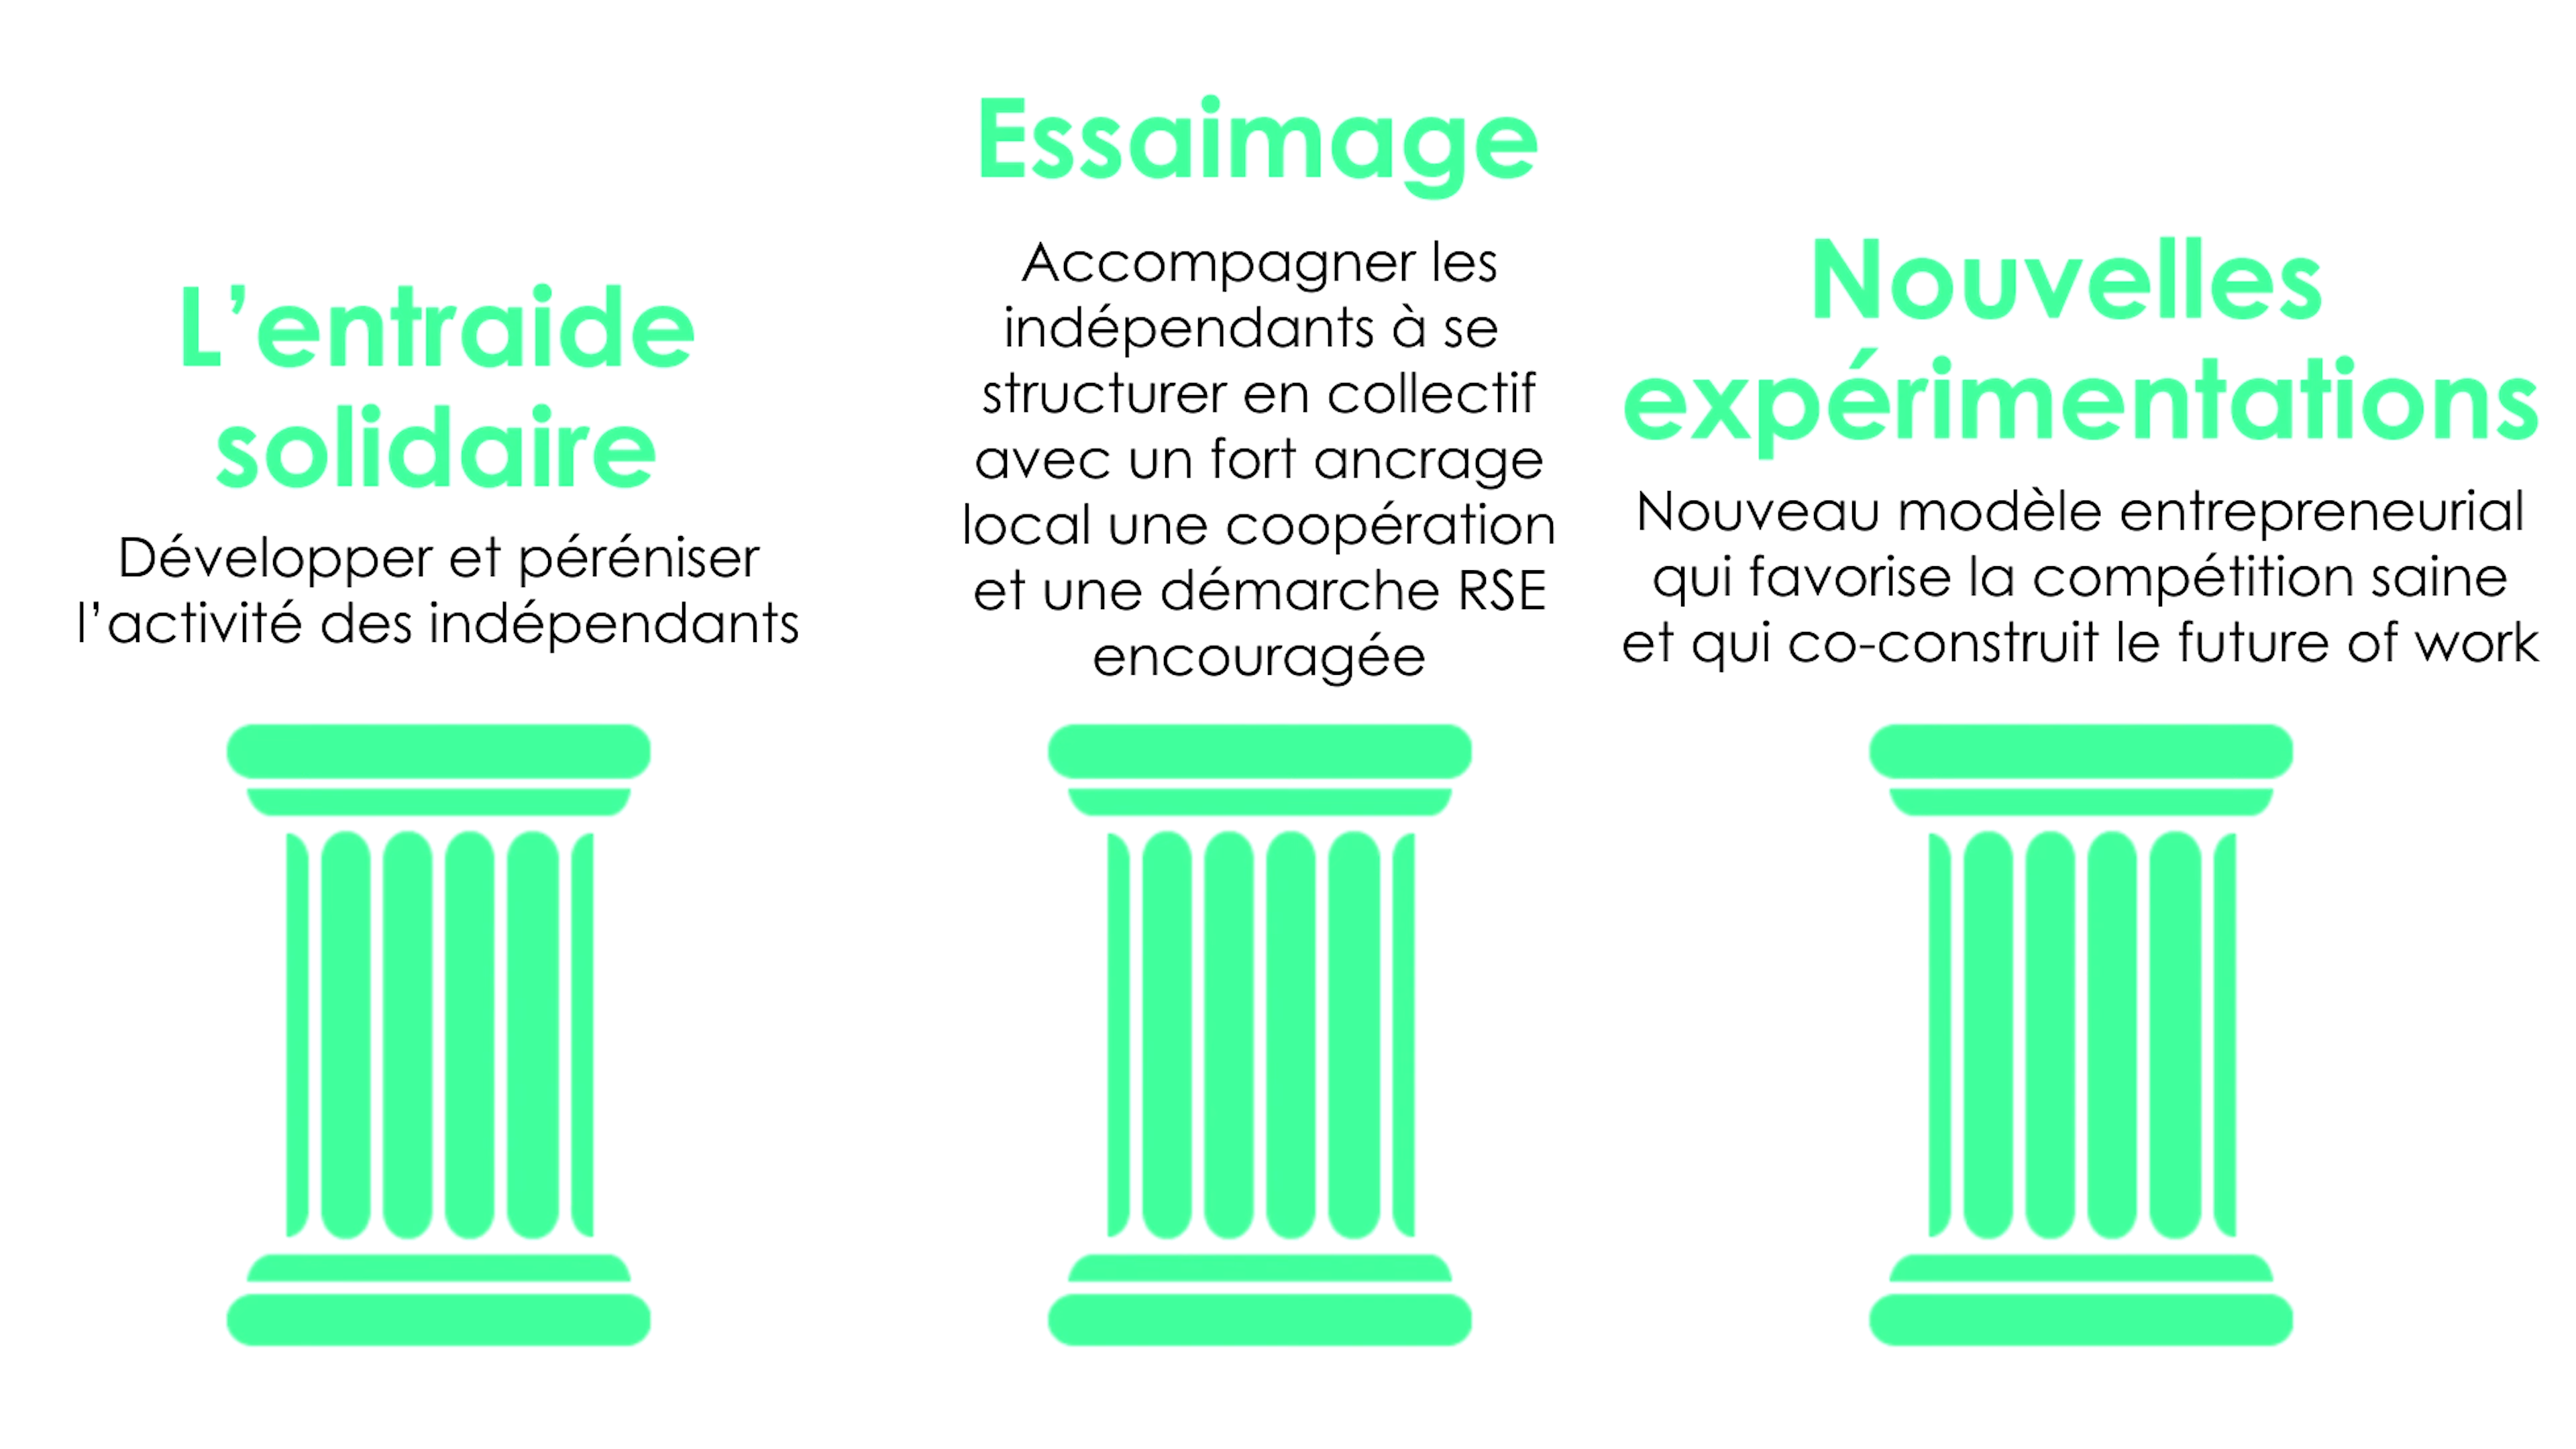 L’entraide
solidaire
Développer et péréniser
l’activité des indépendants
Essaimage
Accompagner les
indépendants à se
structurer en collectif
avec un fort ancrage
local une coopération
et une démarche RSE
encouragée
Nouvelles
expérimentations
Nouveau modèle entrepreneurial
qui favorise la compétition saine
et qui co-construit le future of work